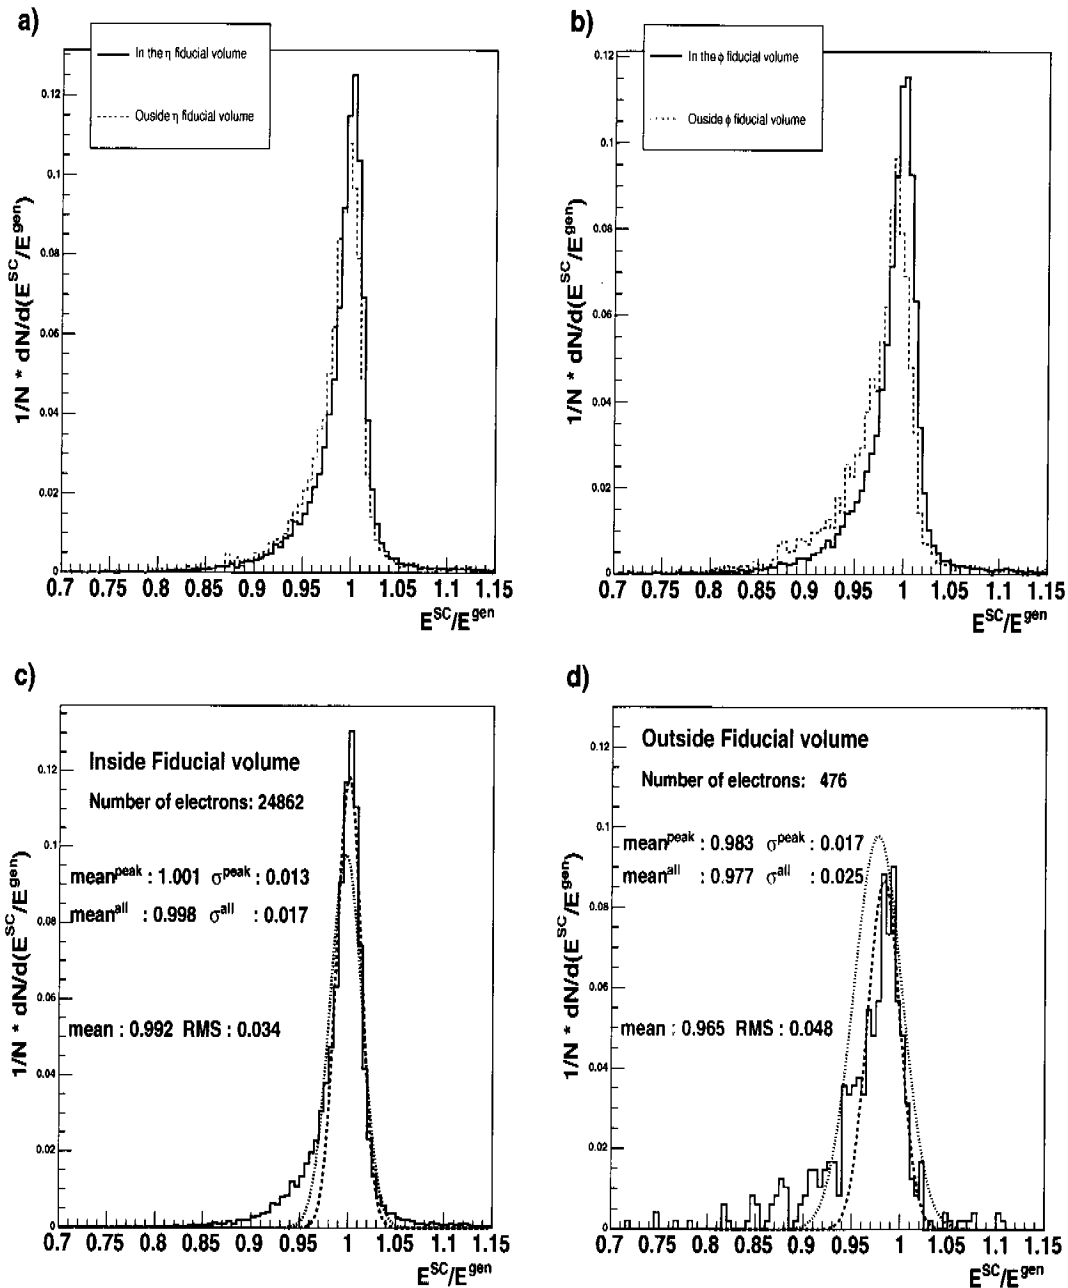 a)
In the η fiducial volume
Ouside η fiducial volume
1/N * dN/d(E^SC/E^gen)
0.12
0.1
0.08
0.06
0.04
0.02
0
0.7 0.75 0.8 0.85 0.9 0.95 1 1.05 1.1 1.15
E^SC/E^gen
b)
In the ϕ fiducial volume
Ouside ϕ fiducial volume
1/N * dN/d(E^SC/E^gen)
0.12
0.1
0.08
0.06
0.04
0.02
0
0.7 0.75 0.8 0.85 0.9 0.95 1 1.05 1.1 1.15
E^SC/E^gen
c)
Inside Fiducial volume
Number of electrons: 24862
mean^peak : 1.001 σ^peak : 0.013
mean^all : 0.998 σ^all : 0.017
mean : 0.992 RMS : 0.034
1/N * dN/d(E^SC/E^gen)
0.12
0.1
0.08
0.06
0.04
0.02
0
0.7 0.75 0.8 0.85 0.9 0.95 1 1.05 1.1 1.15
E^SC/E^gen
d)
Outside Fiducial volume
Number of electrons: 476
mean^peak : 0.983 σ^peak : 0.017
mean^all : 0.977 σ^all : 0.025
mean : 0.965 RMS : 0.048
1/N * dN/d(E^SC/E^gen)
0.12
0.1
0.08
0.06
0.04
0.02
0
0.7 0.75 0.8 0.85 0.9 0.95 1 1.05 1.1 1.15
E^SC/E^gen